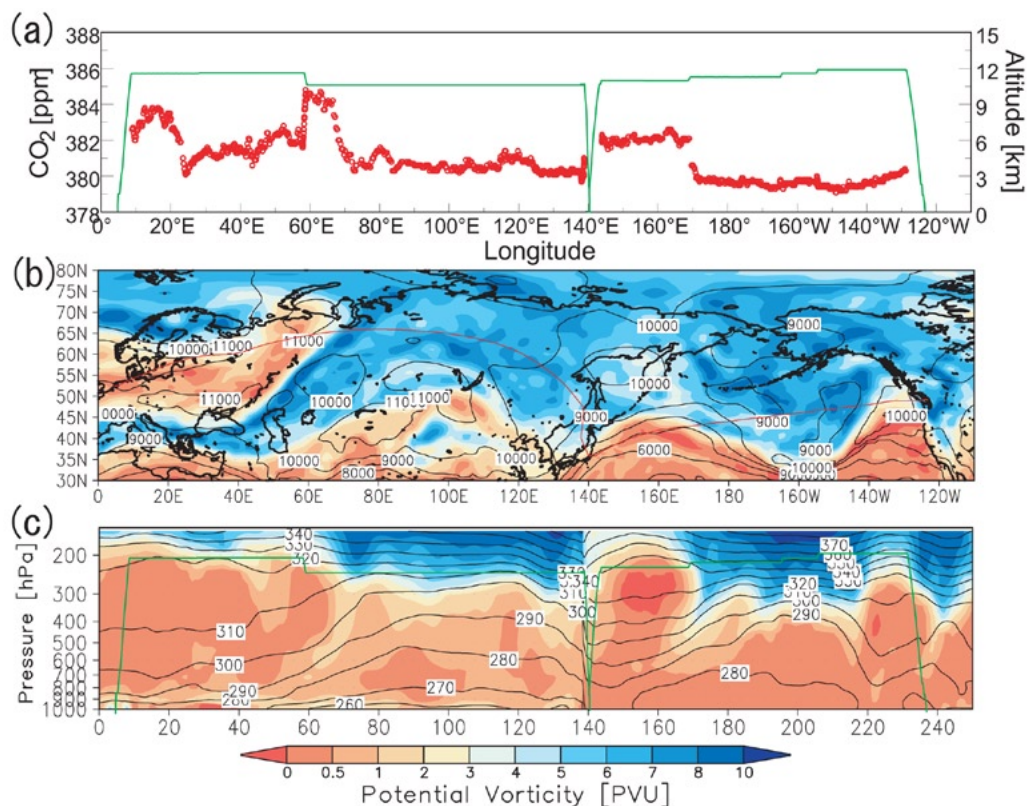 (a)
388
386
384
382
380
378
CO2 [ppm]
15
12
9
6
3
0
Altitude [km]
0° 20°E 40°E 60°E 80°E 100°E 120°E 140°E 160°E 180° 160°W 140°W 120°W
Longitude
(b)
80N
75N
70N
65N
60N
55N
50N
45N
40N
35N
30N
10000 11000 11000 10000 9000
10000 11000 10000
11000 11000 10000
10000 9000 9000 10000
9000 10000 9000 10000 6000 9000
10000 8000 10000
0 20E 40E 60E 80E 100E 120E 140E 160E 180 160W 140W 120W
(c)
200
300
400
500
600
1000
Pressure [hPa]
340 330 320 340 310 300 370 320 300 290
310 290
300 280 280
290 270
260
0 20 40 60 80 100 120 140 160 180 200 220 240
0 0.5 1 2 3 4 5 6 7 8 10
Potential Vorticity [PVU]